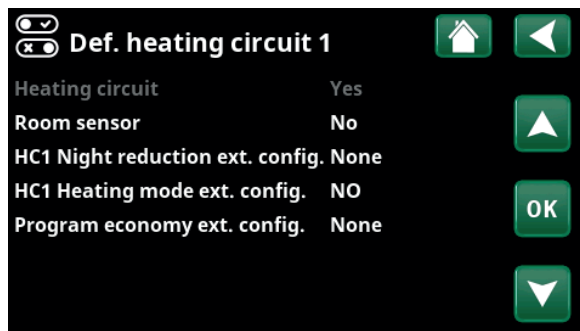 Def. heating circuit 1
Heating circuit Yes
Room sensor No
HC1 Night reduction ext. config. None
HC1 Heating mode ext. config. NO
Program economy ext. config. None
OK